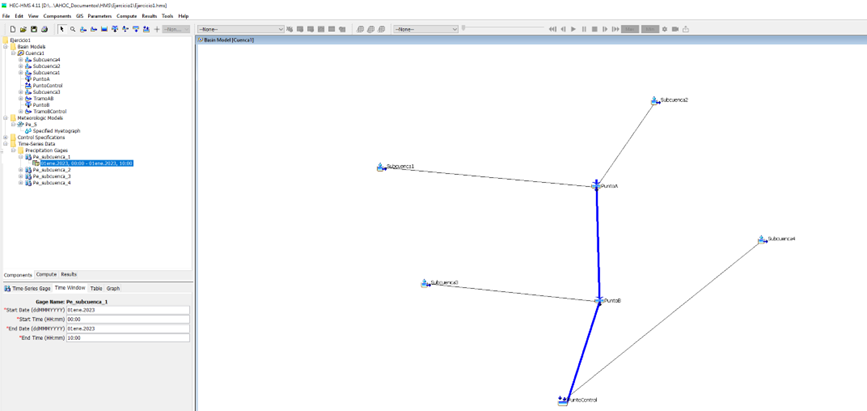 HEC-HMS 4.11 [D:\...\AHOC_Documentos\HMS\Ejercicio1\Ejercicio1.hms]
File Edit View Components GIS Parameters Compute Results Tools Help
--None--
--None--
Ejercicio1
Basin Models
Cuenca1
Subcuenca4
Subcuenca2
Subcuenca1
PuntoA
PuntoControl
Subcuenca3
TramoAB
PuntoB
TramoBControl
Meteorologic Models
Pe_5
Specified Hyetograph
Control Specifications
Time-Series Data
Precipitation Gages
Pe_subcuenca_1
01ene.2023, 00:00 - 01ene.2023, 10:00
Pe_subcuenca_2
Pe_subcuenca_3
Pe_subcuenca_4
Components Compute Results
Time-Series Gage Time Window Table Graph
Gage Name: Pe_subcuenca_1
*Start Date (ddMMMYYYY) 01ene.2023
*Start Time (HH:mm) 00:00
*End Date (ddMMMYYYY) 01ene.2023
*End Time (HH:mm) 10:00
Basin Model [Cuenca1]
Subcuenca2
Subcuenca1
PuntoA
Subcuenca4
Subcuenca3
PuntoB
PuntoControl